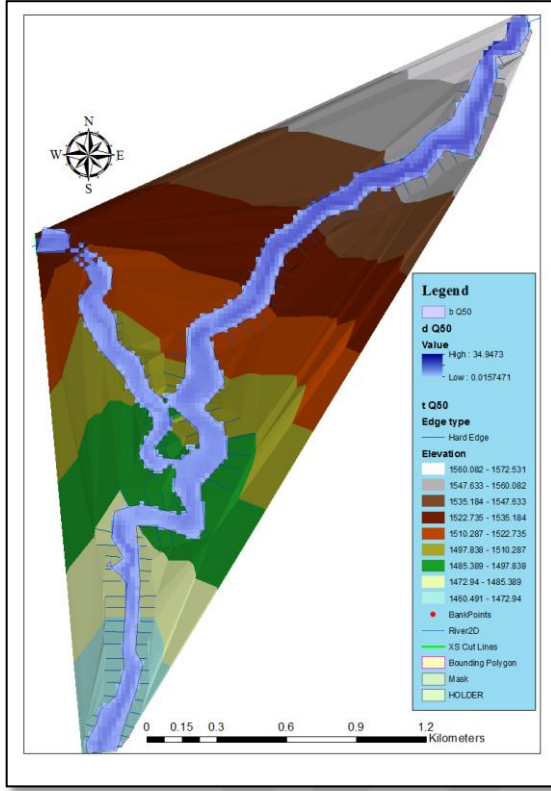 N
W E
S
Legend
b Q50
d Q50
Value
High : 34.9473
Low : 0.0157471
t Q50
Edge type
Hard Edge
Elevation
1560.082 - 1572.531
1547.633 - 1560.082
1535.184 - 1547.633
1522.735 - 1535.184
1510.287 - 1522.735
1497.838 - 1510.287
1485.389 - 1497.838
1472.94 - 1485.389
1460.491 - 1472.94
BankPoints
River2D
XS Cut Lines
Bounding Polygon
Mask
HOLDER
0 0.15 0.3 0.6 0.9 1.2
Kilometers